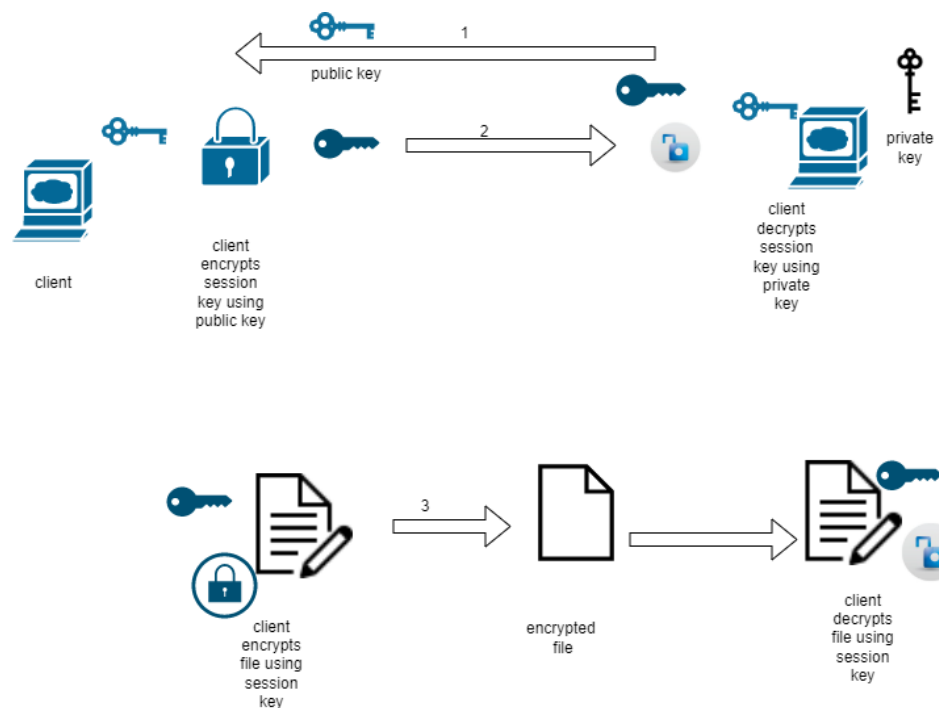 1
public key
2
private
key
client
client
encrypts
session
key using
public key
client
decrypts
session
key using
private
key
3
client
encrypts
file using
session
key
encrypted
file
client
decrypts
file using
session
key